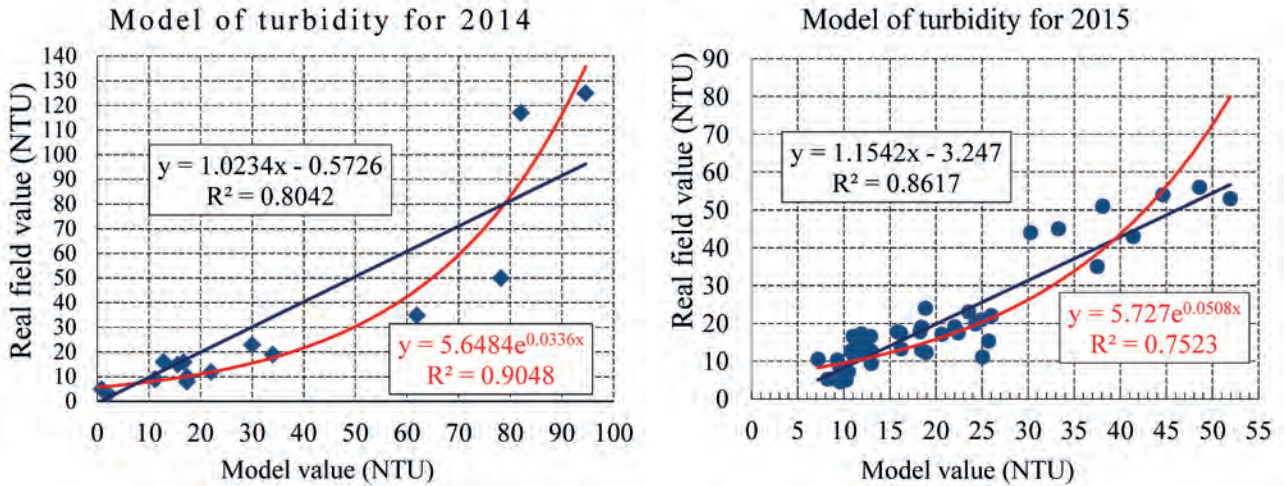 Model of turbidity for 2014
Real field value (NTU)
140
130
120
110
100
90
80
70
60
50
40
30
20
10
0
y = 1.0234x - 0.5726
R² = 0.8042
y = 5.6484e^0.0336x
R² = 0.9048
0 10 20 30 40 50 60 70 80 90 100
Model value (NTU)
Model of turbidity for 2015
Real field value (NTU)
90
80
70
60
50
40
30
20
10
0
y = 1.1542x - 3.247
R² = 0.8617
y = 5.727e^0.0508x
R² = 0.7523
0 5 10 15 20 25 30 35 40 45 50 55
Model value (NTU)